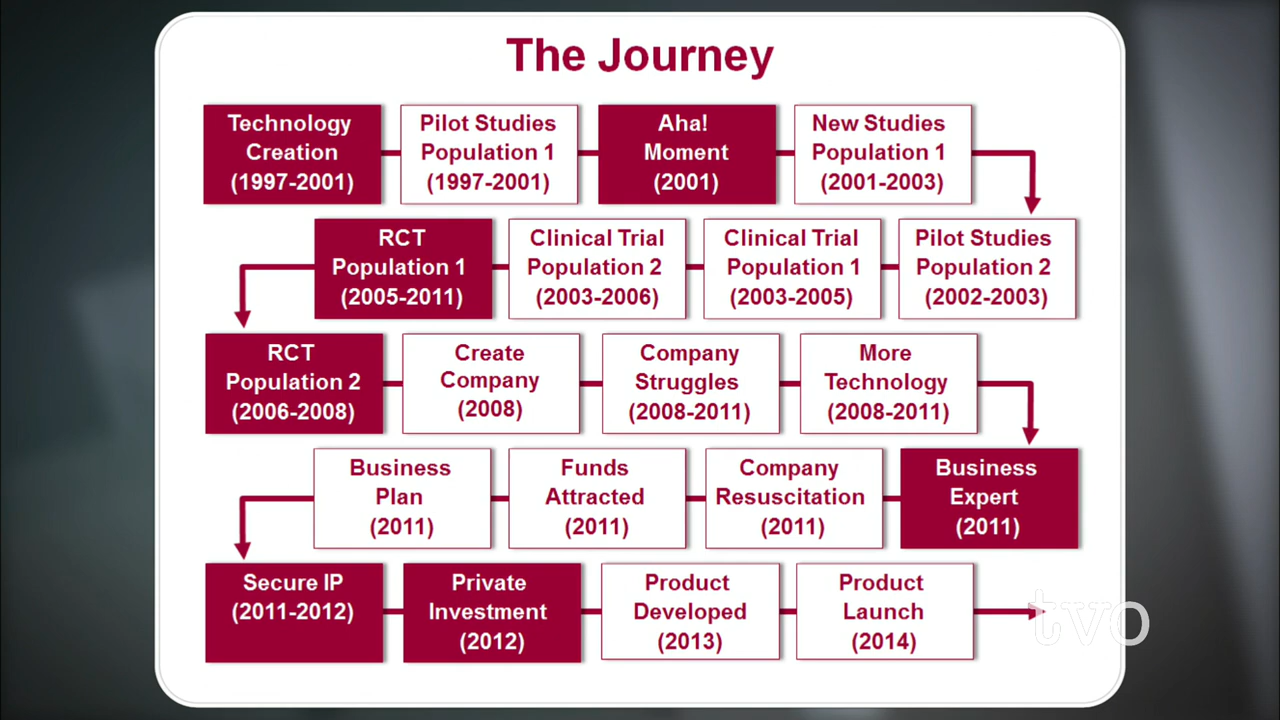 The Journey
Technology
Creation
(1997-2001)
Pilot Studies
Population 1
(1997-2001)
Aha!
Moment
(2001)
New Studies
Population 1
(2001-2003)
Pilot Studies
Population 2
(2002-2003)
Clinical Trial
Population 1
(2003-2005)
Clinical Trial
Population 2
(2003-2006)
RCT
Population 1
(2005-2011)
RCT
Population 2
(2006-2008)
Create
Company
(2008)
Company
Struggles
(2008-2011)
More
Technology
(2008-2011)
Business
Expert
(2011)
Company
Resuscitation
(2011)
Funds
Attracted
(2011)
Business
Plan
(2011)
Secure IP
(2011-2012)
Private
Investment
(2012)
Product
Developed
(2013)
Product
Launch
(2014)
tvo